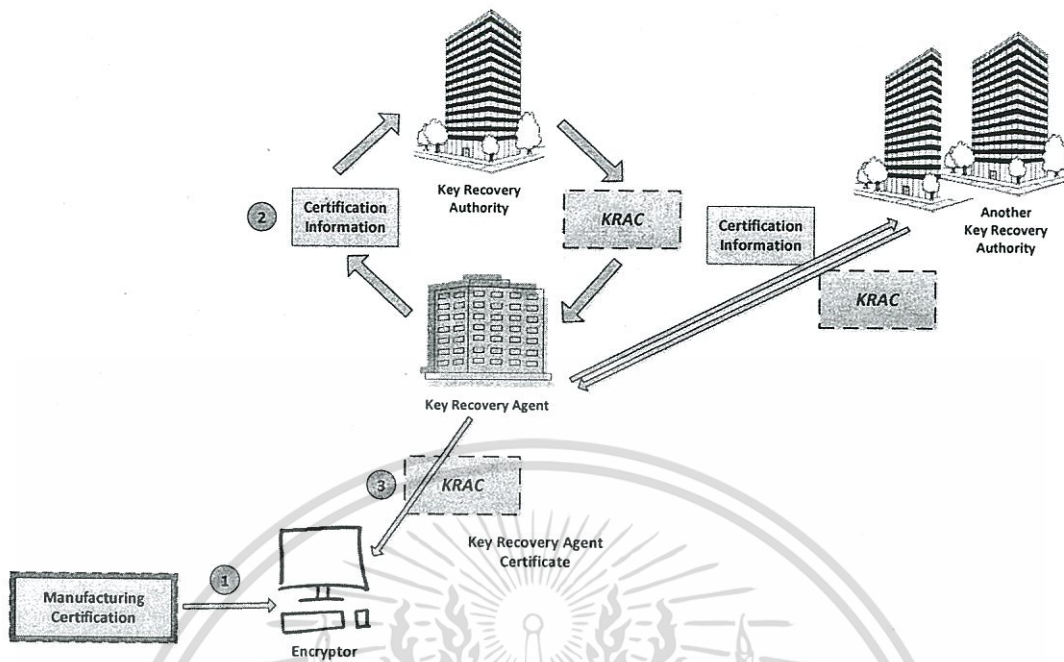 Key Recovery
Authority
2
Certification
Information
KRAC
Certification
Information
Another
Key Recovery
Authority
KRAC
Key Recovery Agent
3
KRAC
Key Recovery Agent
Certificate
Manufacturing
Certification
1
Encryptor